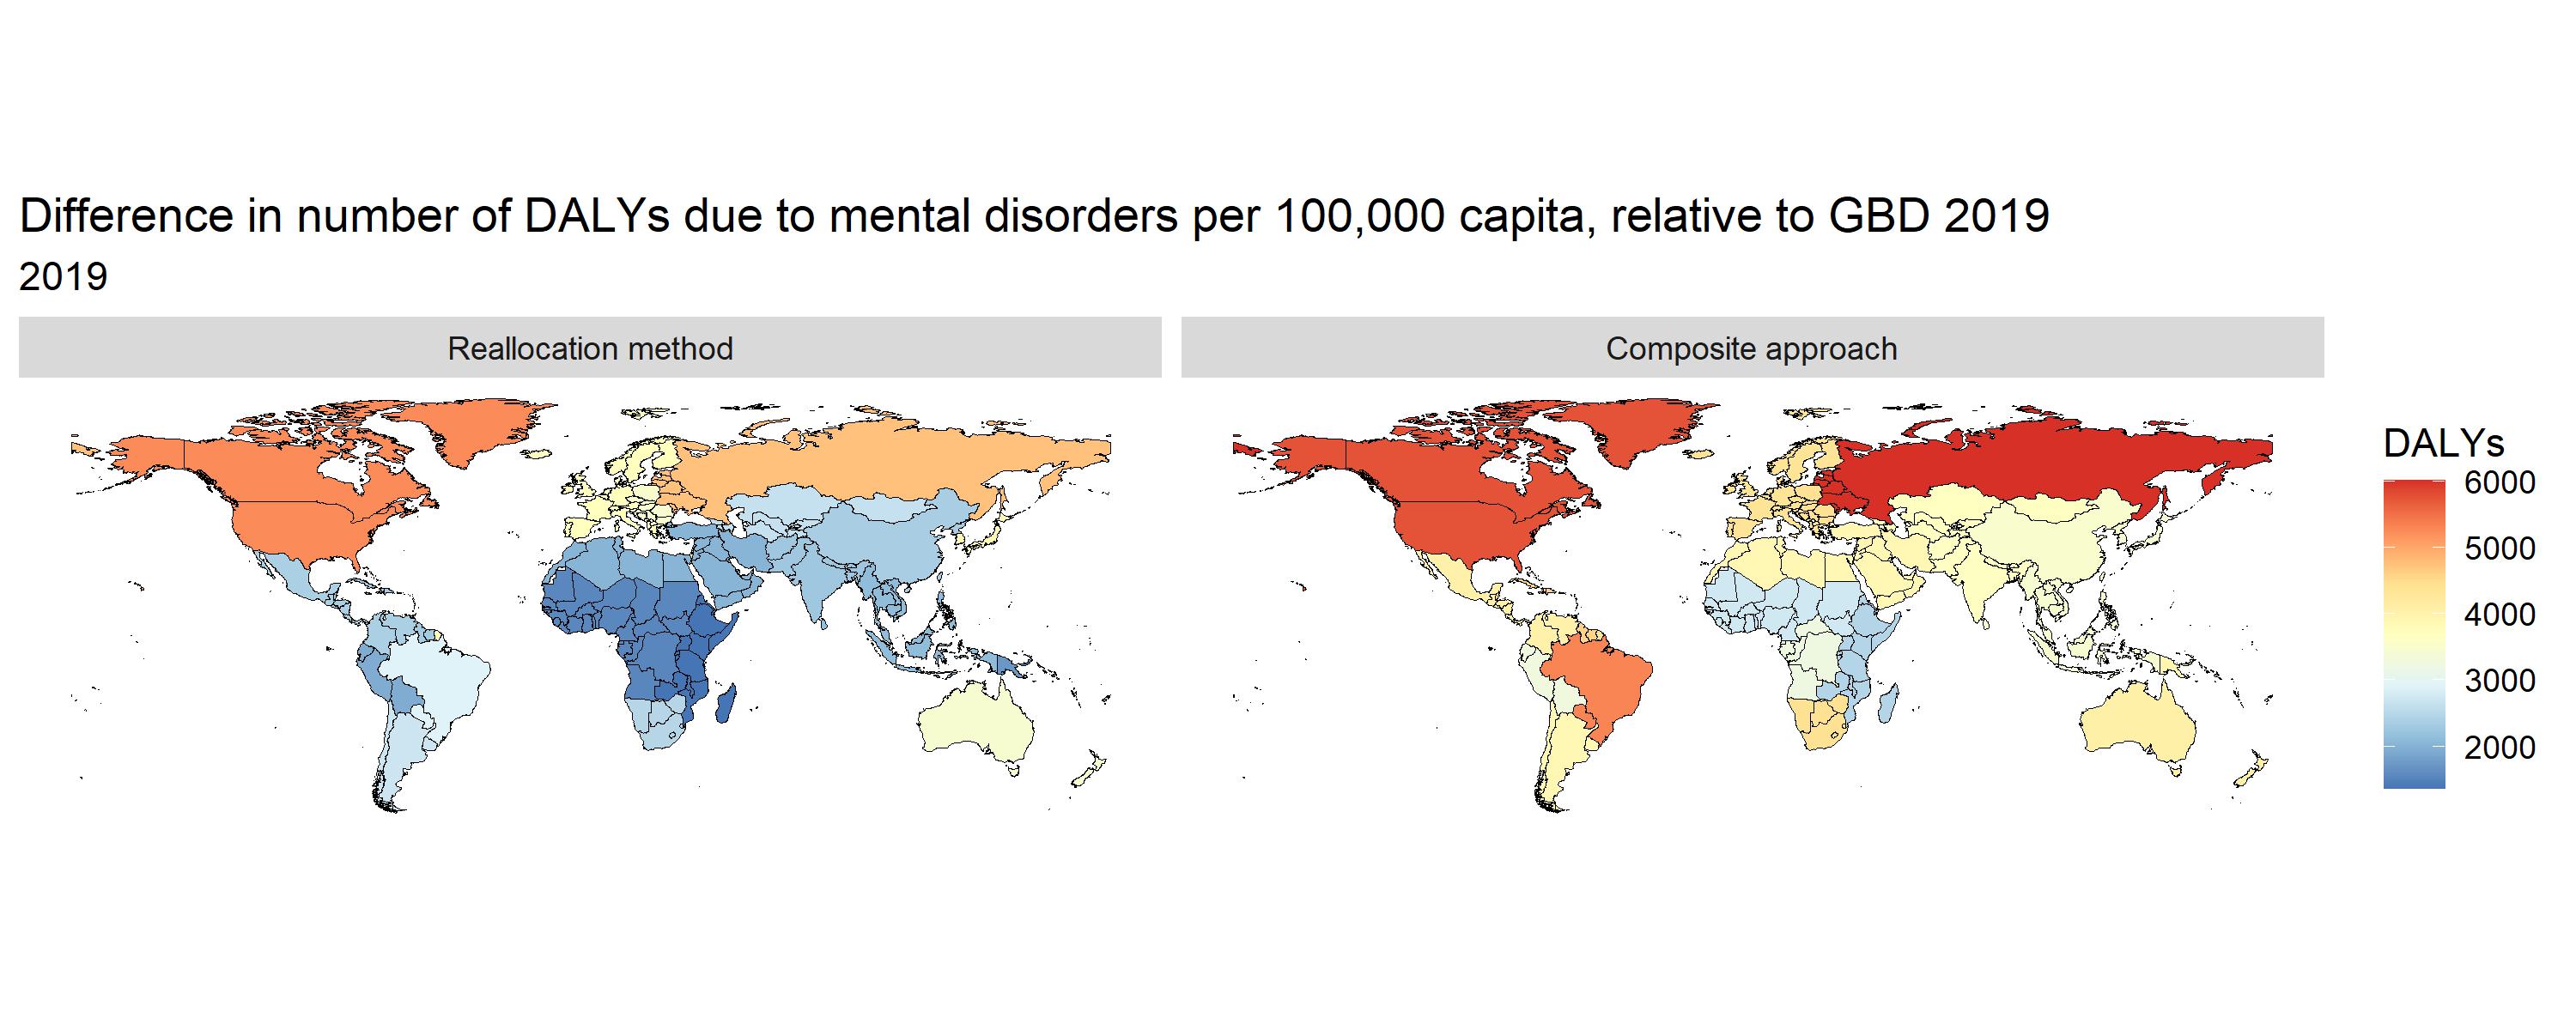 Difference in number of DALYs due to mental disorders per 100,000 capita, relative to GBD 2019
2019
Reallocation method
Composite approach
DALYs
6000
5000
4000
3000
2000